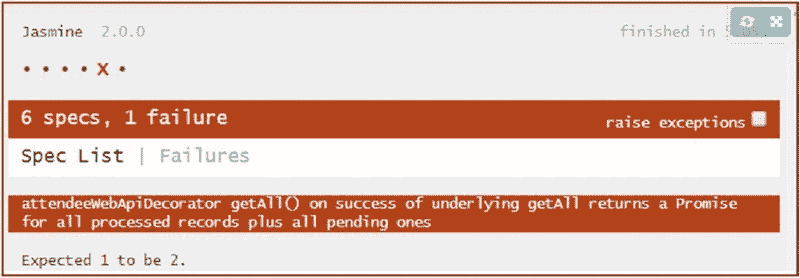 Jasmine 2.0.0
finished in
• • • • X •
6 specs, 1 failure
raise exceptions
Spec List | Failures
attendeeWebApiDecorator getAll() on success of underlying getAll returns a Promise
for all processed records plus all pending ones
Expected 1 to be 2.